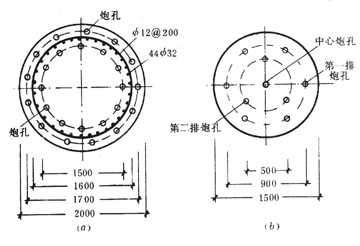 炮孔
φ12@200
44φ32
炮孔
1500
1600
1700
2000
(a)
中心炮孔
第一排
炮孔
第二排炮孔
500
900
1500
(b)